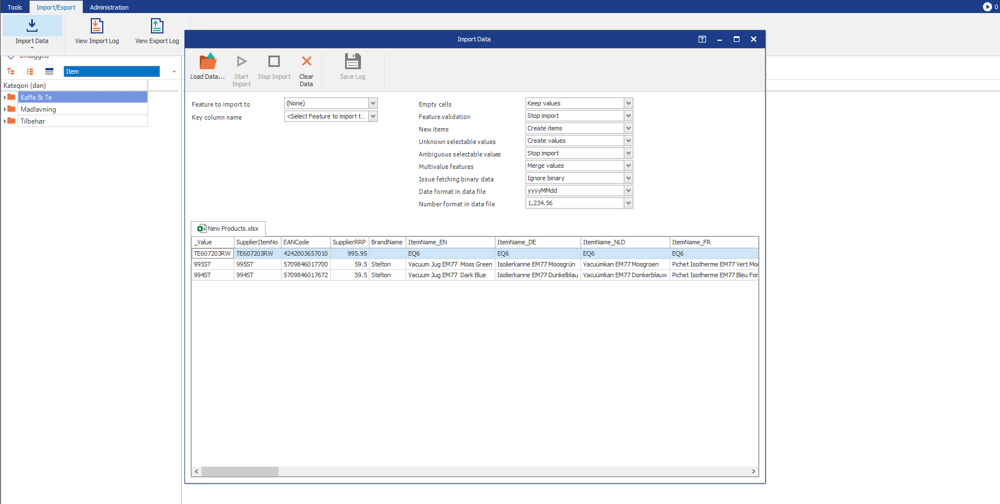 Tools Import/Export Administration 0
Import Data View Import Log View Export Log
Untagged
Item
Kategori (dan)
Kaffe & Te
Madlavning
Tilbehør
Import Data
Load Data... Start Import Stop Import Clear Data Save Log
Feature to import to (None)
Key column name <Select Feature to import t...
Empty cells Keep values
Feature validation Stop import
New items Create items
Unknown selectable values Create values
Ambiguous selectable values Stop import
Multivalue features Merge values
Issue fetching binary data Ignore binary
Date format in data file yyyyMMdd
Number format in data file 1,234.56
New Products.xlsx
_Value SupplierItemNo EANCode SupplierRRP BrandName ItemName_EN ItemName_DE ItemName_NLD ItemName_FR
TE607203RW TE607203RW 4242003657010 995.95 EQ6 EQ6 EQ6 EQ6
995ST 995ST 5709846017700 59.5 Stelton Vacuum Jug EM77 Moss Green Isolierkanne EM77 Moosgrün Vacuümkan EM77 Mosgroen Pichet Isotherme EM77 Vert Mou
994ST 994ST 5709846017672 59.5 Stelton Vacuum Jug EM77 Dark Blue Isolierkanne EM77 Dunkelblau Vacuümkan EM77 Donkerblauw Pichet Isotherme EM77 Bleu For